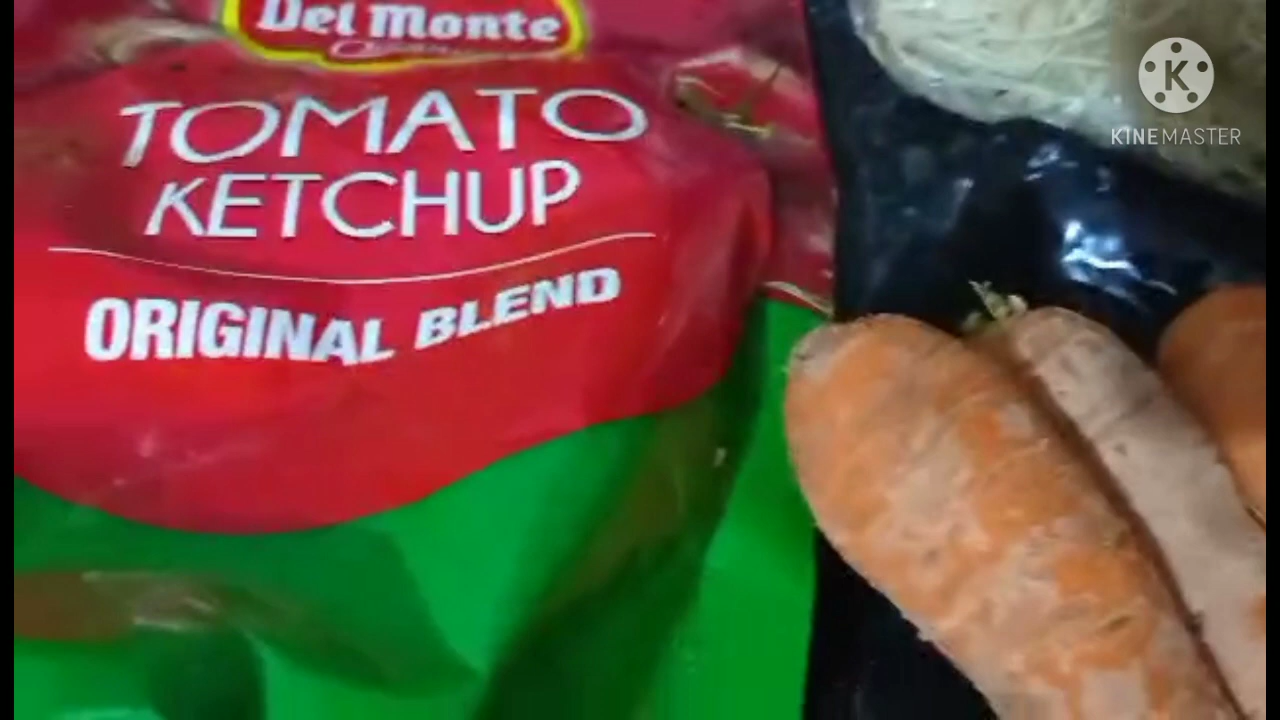 Del Monte
TOMATO
KETCHUP
ORIGINAL BLEND
K
KINEMASTER